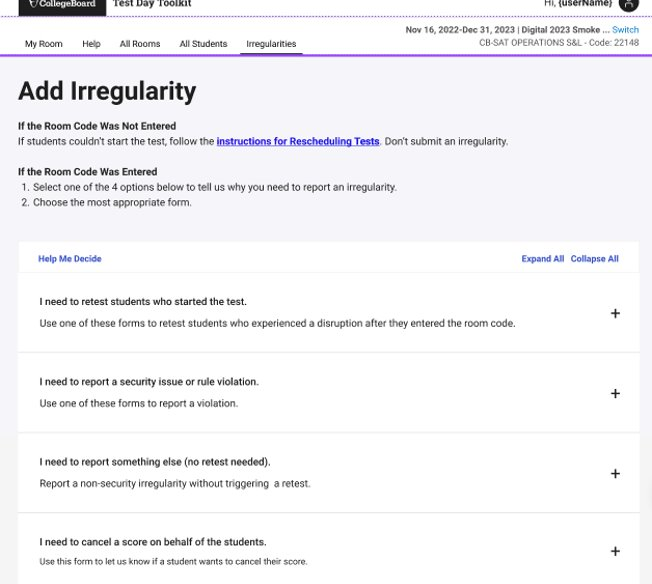 CollegeBoard Test Day Toolkit Hi, {userName}
Nov 16, 2022-Dec 31, 2023 | Digital 2023 Smoke ... Switch
My Room Help All Rooms All Students Irregularities
CB-SAT OPERATIONS S&L - Code: 22148
Add Irregularity
If the Room Code Was Not Entered
If students couldn't start the test, follow the instructions for Rescheduling Tests. Don't submit an irregularity.
If the Room Code Was Entered
1. Select one of the 4 options below to tell us why you need to report an irregularity.
2. Choose the most appropriate form.
Help Me Decide Expand All Collapse All
I need to retest students who started the test.
Use one of these forms to retest students who experienced a disruption after they entered the room code.
I need to report a security issue or rule violation.
Use one of these forms to report a violation.
I need to report something else (no retest needed).
Report a non-security irregularity without triggering  a retest.
I need to cancel a score on behalf of the students.
Use this form to let us know if a student wants to cancel their score.